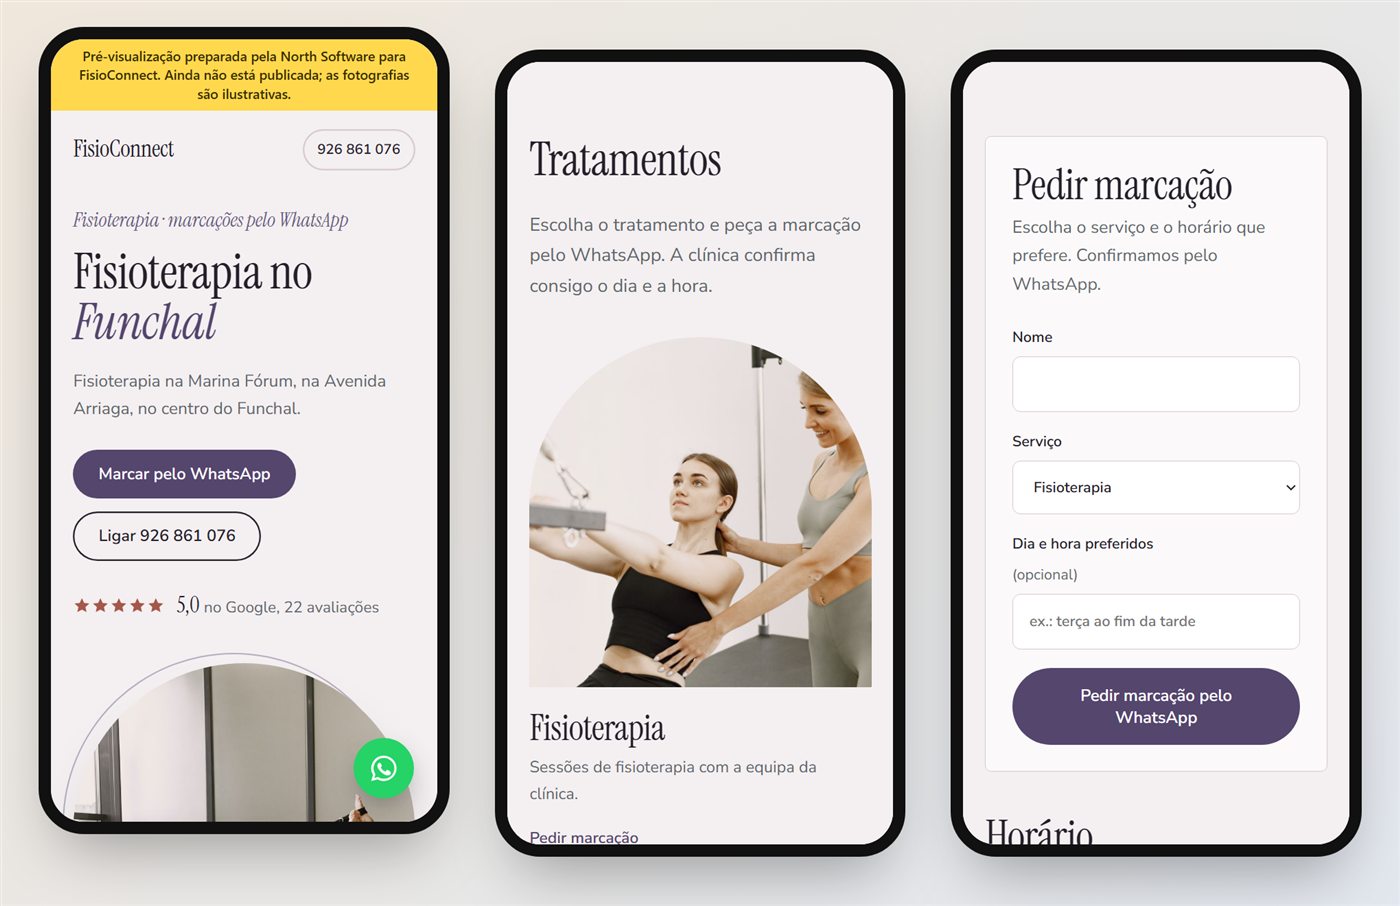 Pré-visualização preparada pela North Software para
FisioConnect. Ainda não está publicada; as fotografias
são ilustrativas.
FisioConnect
926 861 076
Fisioterapia · marcações pelo WhatsApp
Fisioterapia no
Funchal
Fisioterapia na Marina Fórum, na Avenida
Arriaga, no centro do Funchal.
Marcar pelo WhatsApp
Ligar 926 861 076
5,0 no Google, 22 avaliações
Tratamentos
Escolha o tratamento e peça a marcação
pelo WhatsApp. A clínica confirma
consigo o dia e a hora.
Fisioterapia
Sessões de fisioterapia com a equipa da
clínica.
Pedir marcação
Pedir marcação
Escolha o serviço e o horário que
prefere. Confirmamos pelo
WhatsApp.
Nome
Serviço
Fisioterapia
Dia e hora preferidos
(opcional)
ex.: terça ao fim da tarde
Pedir marcação pelo
WhatsApp
Horário